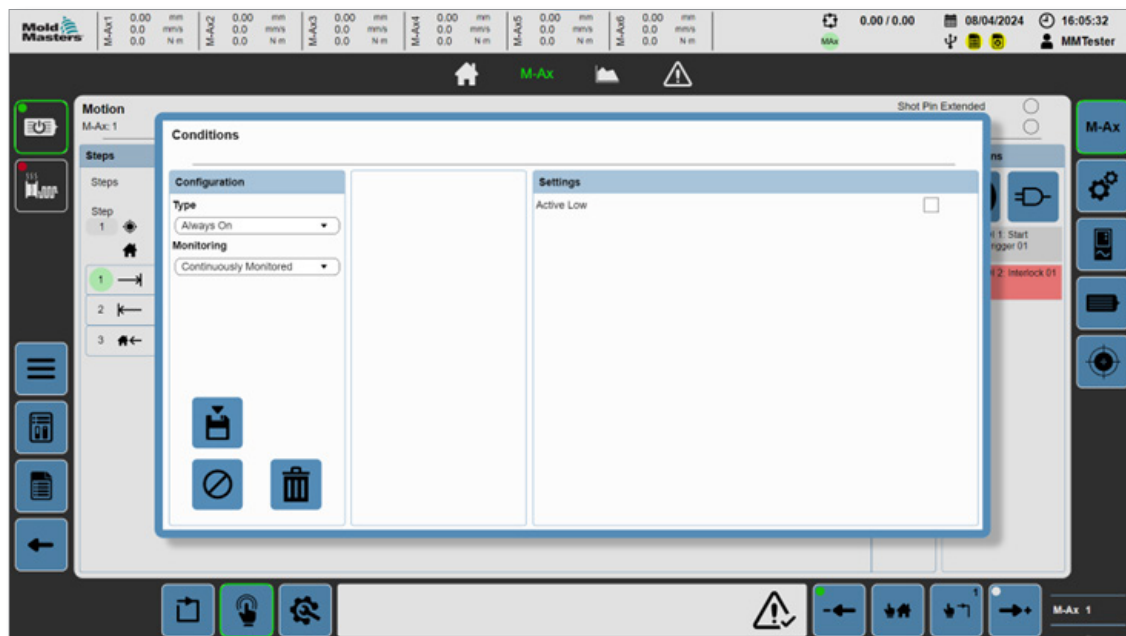 Mold Masters
M-Ax1 0.00 mm 0.0 mm/s 0.0 N m
M-Ax2 0.00 mm 0.0 mm/s 0.0 N m
M-Ax3 0.00 mm 0.0 mm/s 0.0 N m
M-Ax4 0.00 mm 0.0 mm/s 0.0 N m
M-Ax5 0.00 mm 0.0 mm/s 0.0 N m
M-Ax6 0.00 mm 0.0 mm/s 0.0 N m
MAx
0.00 / 0.00
08/04/2024
16:05:32
MMTester
M-Ax
Motion
M-Ax: 1
Shot Pin Extended
Steps
Steps
Step
1
1
2
3
Conditions
Configuration
Type
Always On
Monitoring
Continuously Monitored
Settings
Active Low
ns
1: Start
rigger 01
2: Interlock 01
M-Ax
1
M-Ax 1